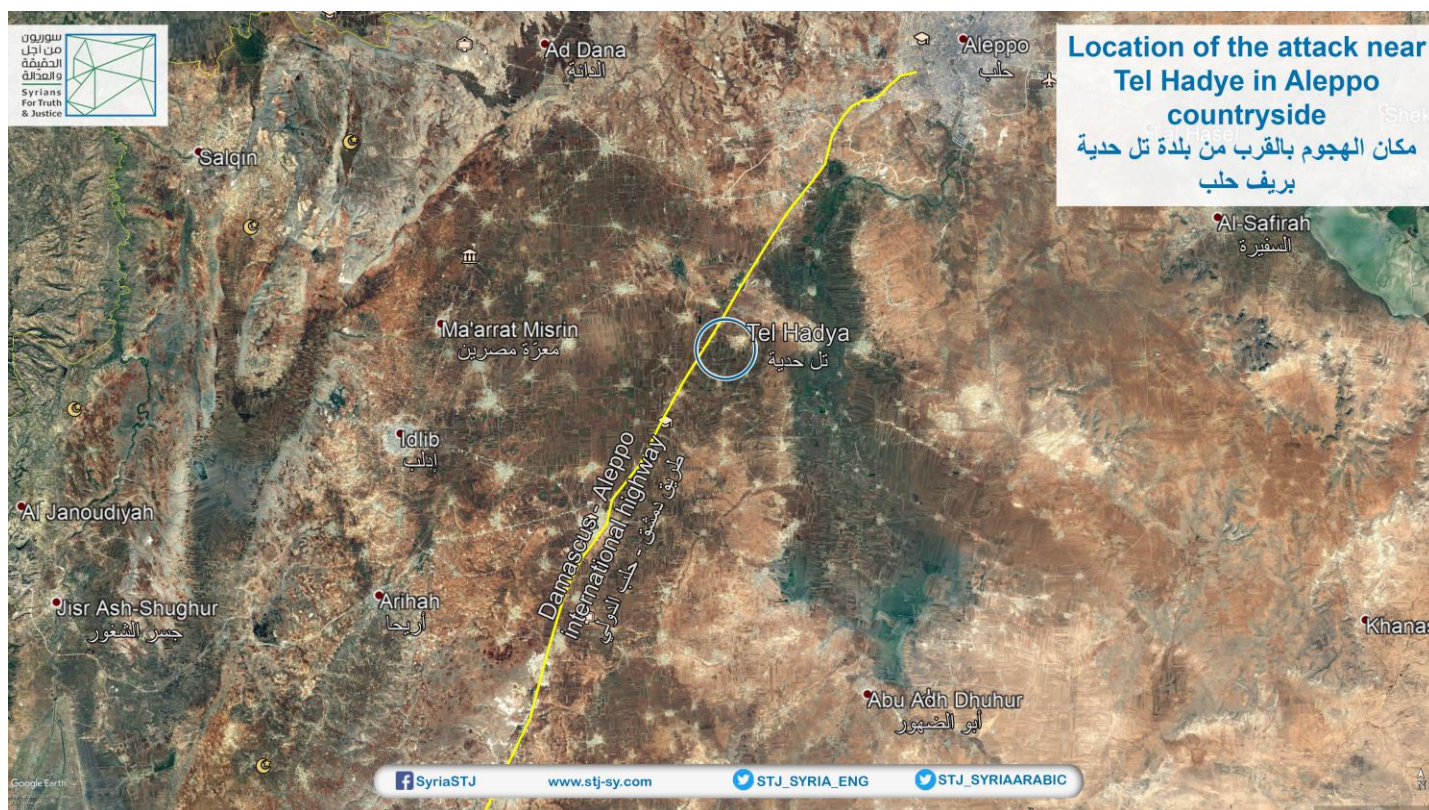 سوريون
من أجل
الحقيقة
والعدالة
Syrians
For Truth
& Justice
Location of the attack near
Tel Hadye in Aleppo
countryside
مكان الهجوم بالقرب من بلدة تل حدية
بريف حلب
Ad Dana
الدانة
Aleppo
حلب
Salqin
Al-Safirah
السفيرة
Ma'arrat Misrin
معرّة مصرين
Tel Hadya
تل حدية
Idlib
إدلب
Damascus - Aleppo
international highway
طريق دمشق - حلب الدولي
Al Janoudiyah
Jisr Ash-Shughur
جسر الشغور
Arihah
أريحا
Khanas
Abu Adh Dhuhur
أبو الضهور
Google Earth
SyriaSTJ
www.stj-sy.com
STJ_SYRIA_ENG
STJ_SYRIAARABIC
N